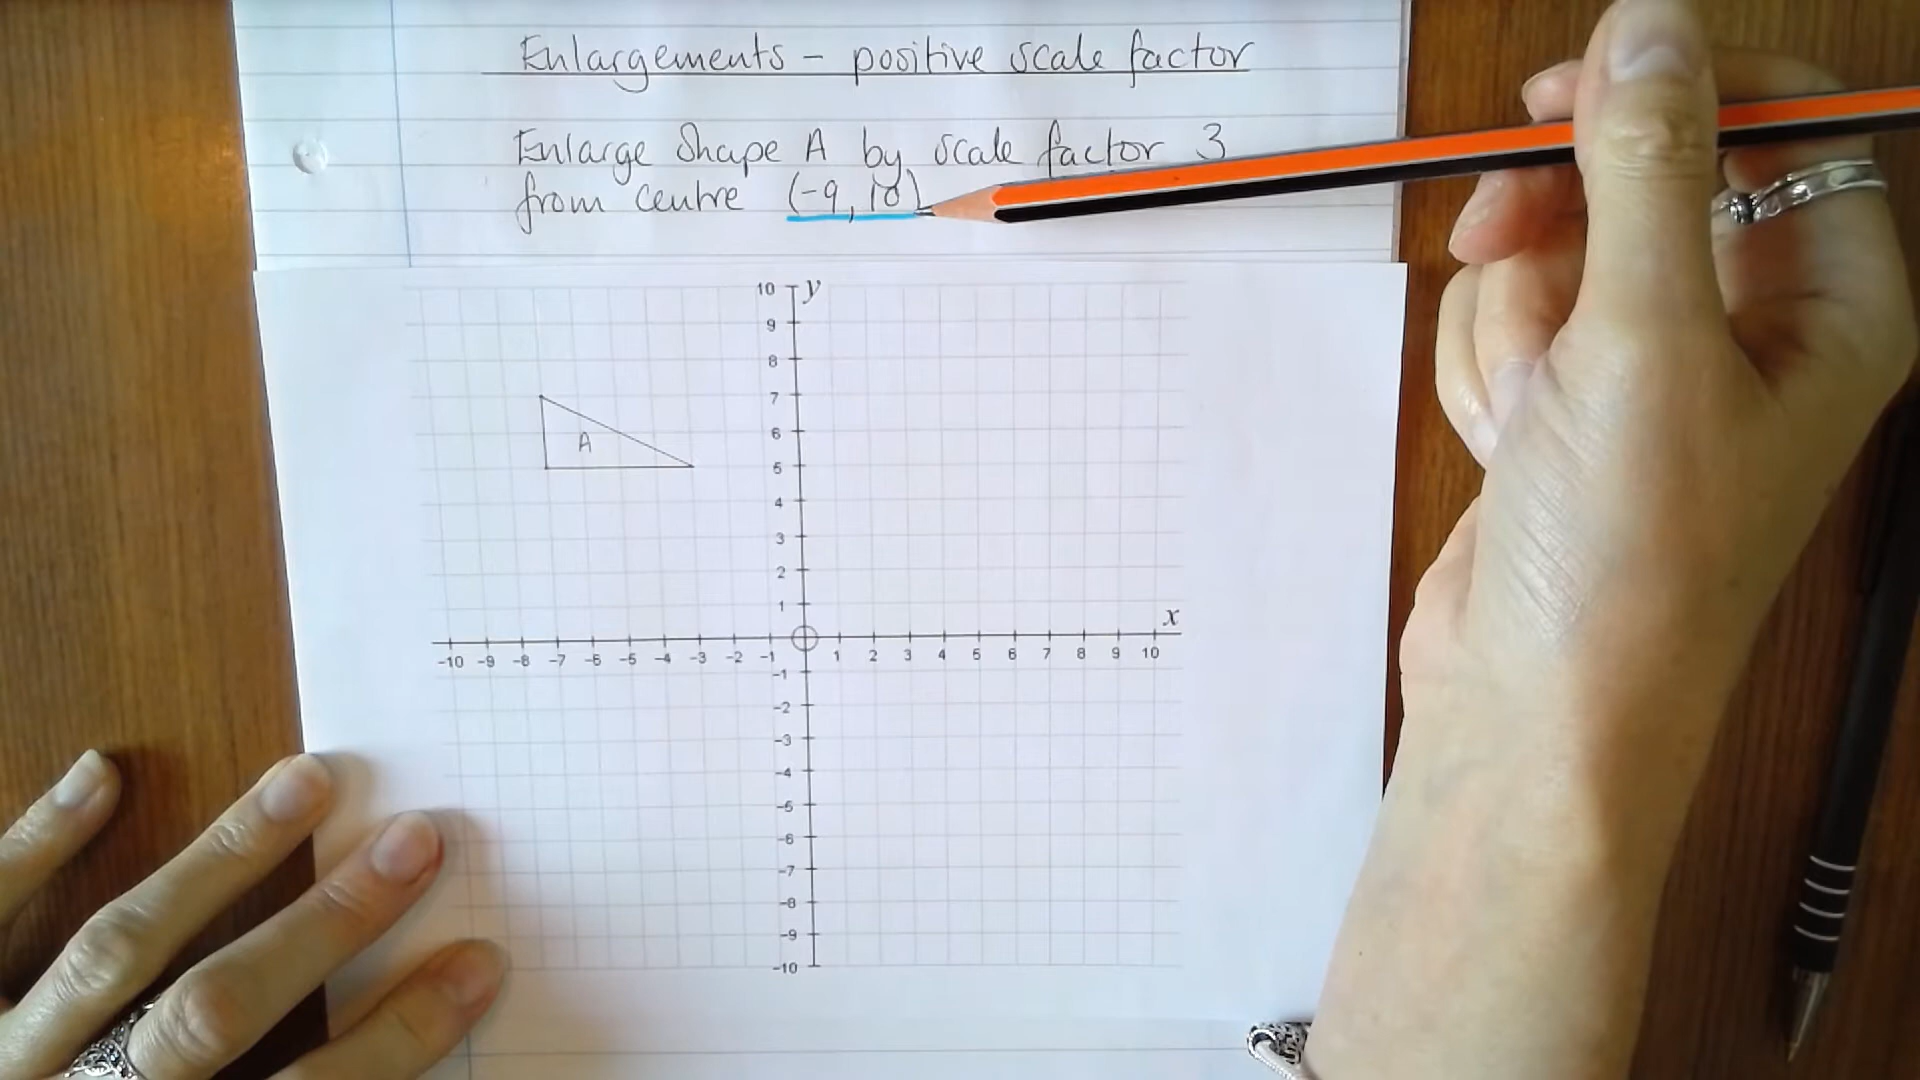 Enlargements - positive scale factor
Enlarge Shape A by scale factor 3
from centre (-9, 10)
10 y
9
8
7
A
6
5
4
3
2
1
x
-10 -9 -8 -7 -6 -5 -4 -3 -2 -1 1 2 3 4 5 6 7 8 9 10
-1
-2
-3
-4
-5
-6
-7
-8
-9
-10